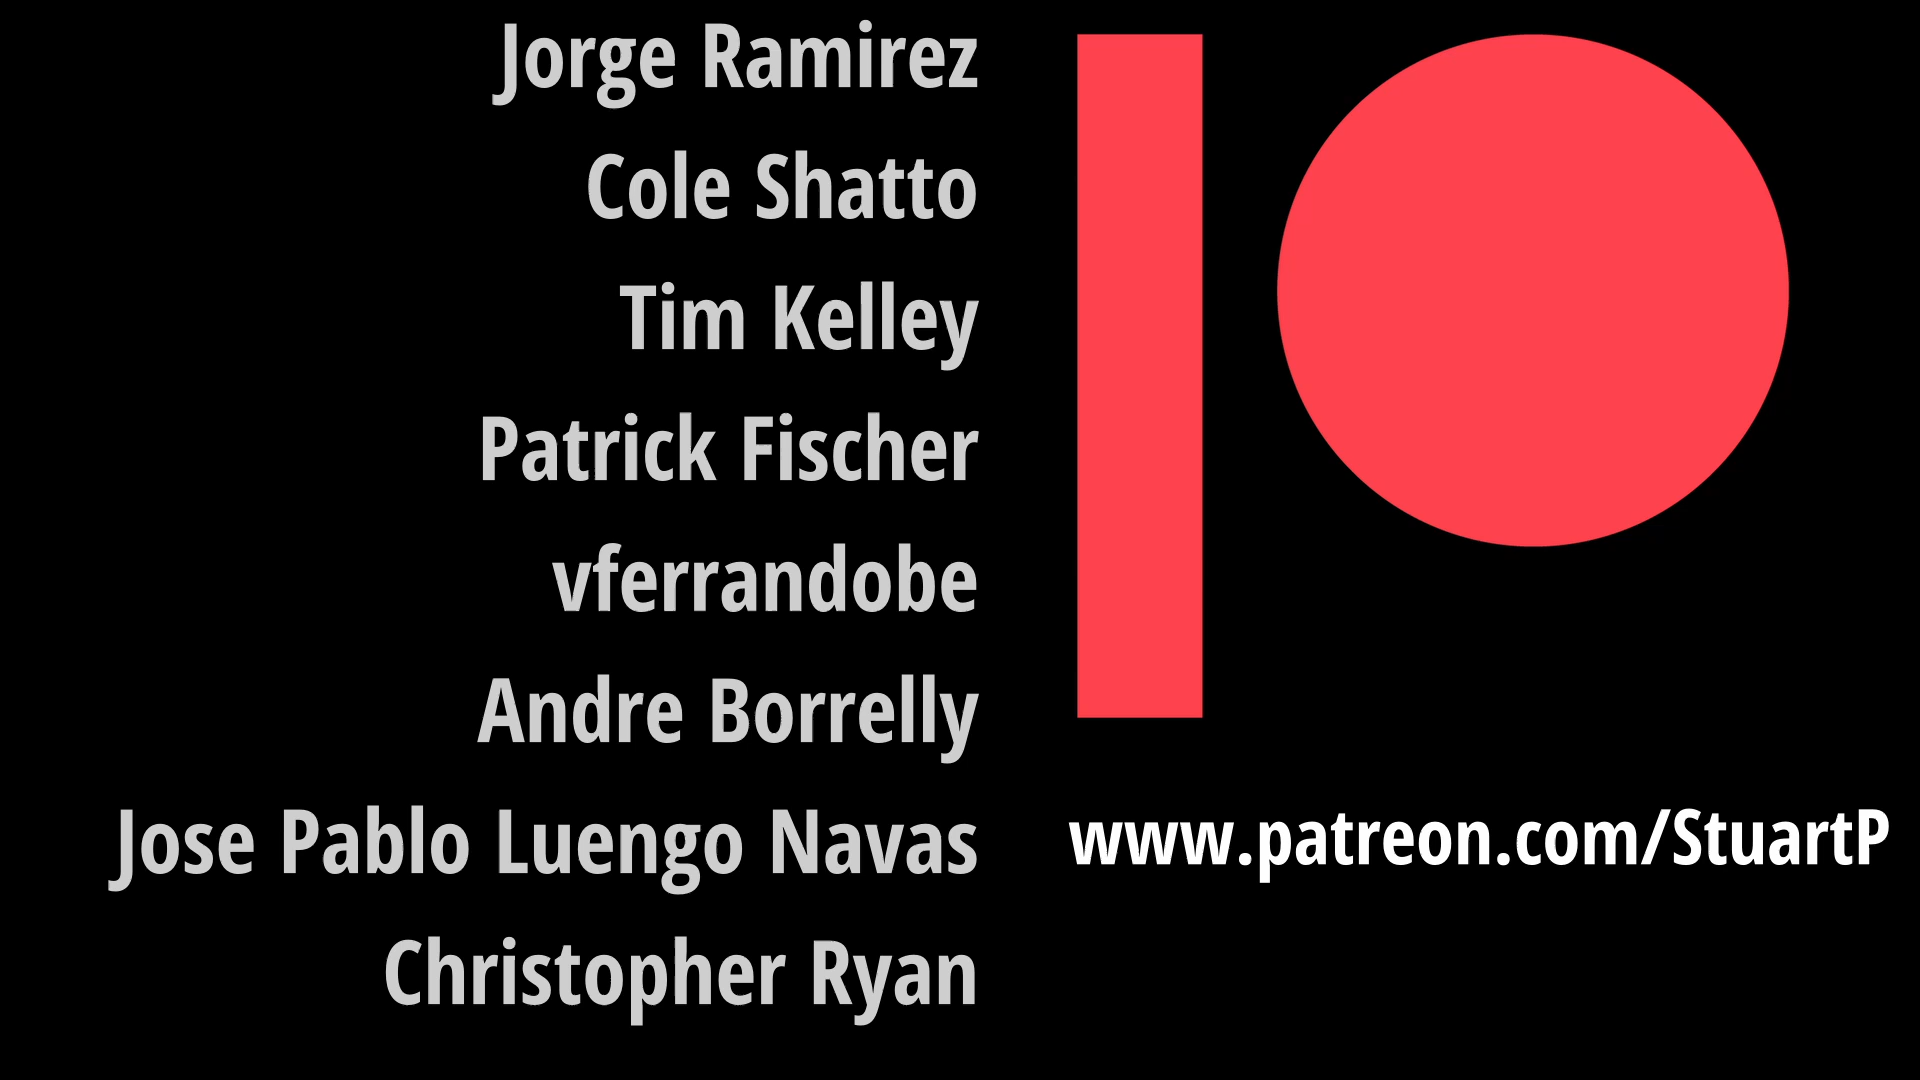 Jorge Ramirez
Cole Shatto
Tim Kelley
Patrick Fischer
vferrandobe
Andre Borrelly
Jose Pablo Luengo Navas
Christopher Ryan
www.patreon.com/StuartP